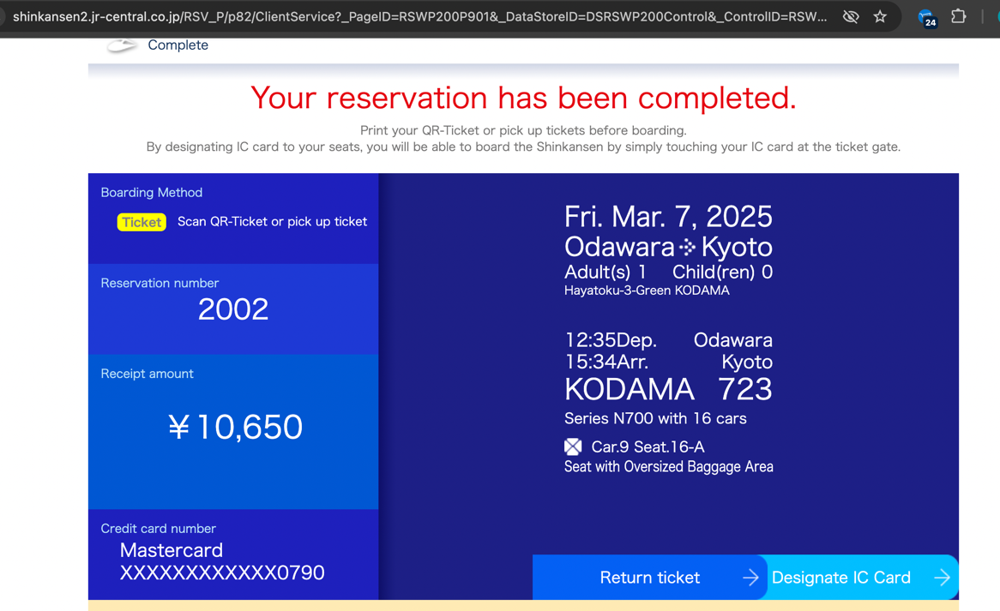 shinkansen2.jr-central.co.jp/RSV_P/p82/ClientService?_PageID=RSWP200P901&_DataStoreID=DSRSWP200Control&_ControlID=RSW...
24
Complete
Your reservation has been completed.
Print your QR-Ticket or pick up tickets before boarding.
By designating IC card to your seats, you will be able to board the Shinkansen by simply touching your IC card at the ticket gate.
Boarding Method
Ticket Scan QR-Ticket or pick up ticket
Reservation number
2002
Receipt amount
¥10,650
Credit card number
Mastercard
XXXXXXXXXXXX0790
Fri. Mar. 7, 2025
Odawara Kyoto
Adult(s) 1 Child(ren) 0
Hayatoku-3-Green KODAMA
12:35Dep. Odawara
15:34Arr. Kyoto
KODAMA 723
Series N700 with 16 cars
Car.9 Seat.16-A
Seat with Oversized Baggage Area
Return ticket
Designate IC Card